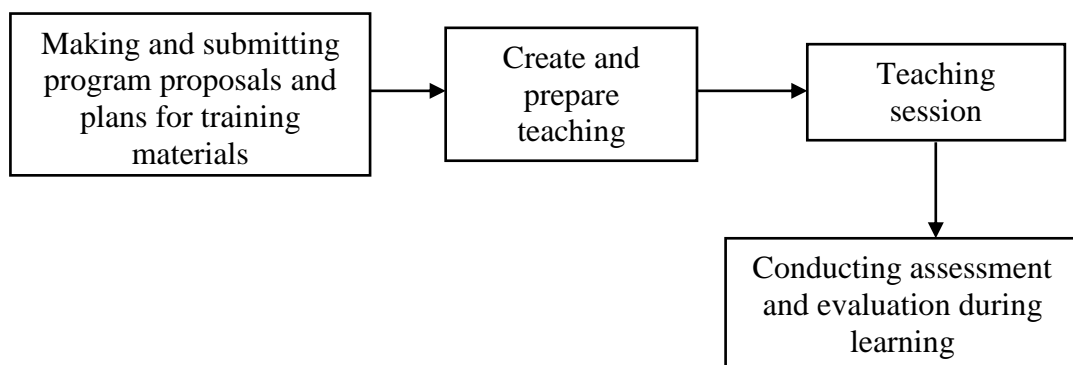 Making and submitting
program proposals and
plans for training
materials
Create and
prepare
teaching
Teaching
session
Conducting assessment
and evaluation during
learning